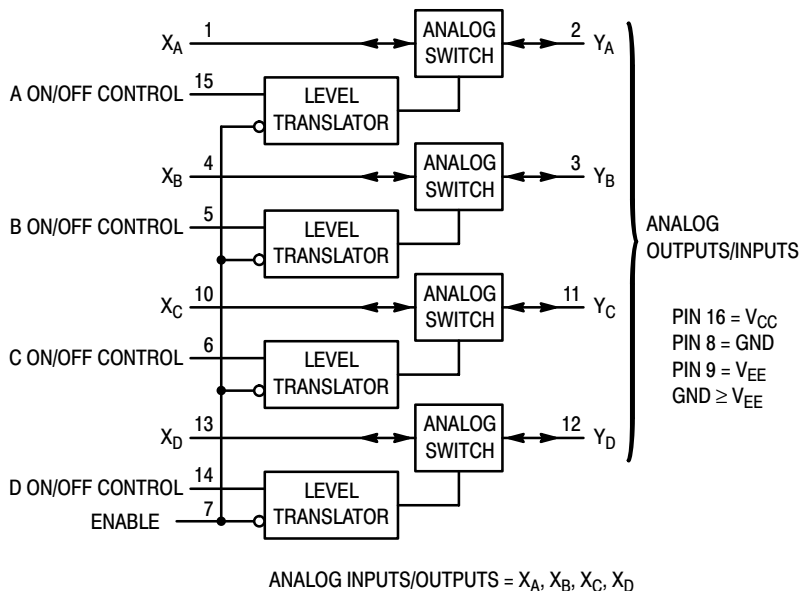 X_A 1 ANALOG SWITCH 2 Y_A
A ON/OFF CONTROL 15 LEVEL TRANSLATOR
X_B 4 ANALOG SWITCH 3 Y_B
B ON/OFF CONTROL 5 LEVEL TRANSLATOR
ANALOG OUTPUTS/INPUTS
X_C 10 ANALOG SWITCH 11 Y_C
C ON/OFF CONTROL 6 LEVEL TRANSLATOR
X_D 13 ANALOG SWITCH 12 Y_D
D ON/OFF CONTROL 14 LEVEL TRANSLATOR
ENABLE 7
PIN 16 = V_CC
PIN 8 = GND
PIN 9 = V_EE
GND ≥ V_EE
ANALOG INPUTS/OUTPUTS = X_A, X_B, X_C, X_D